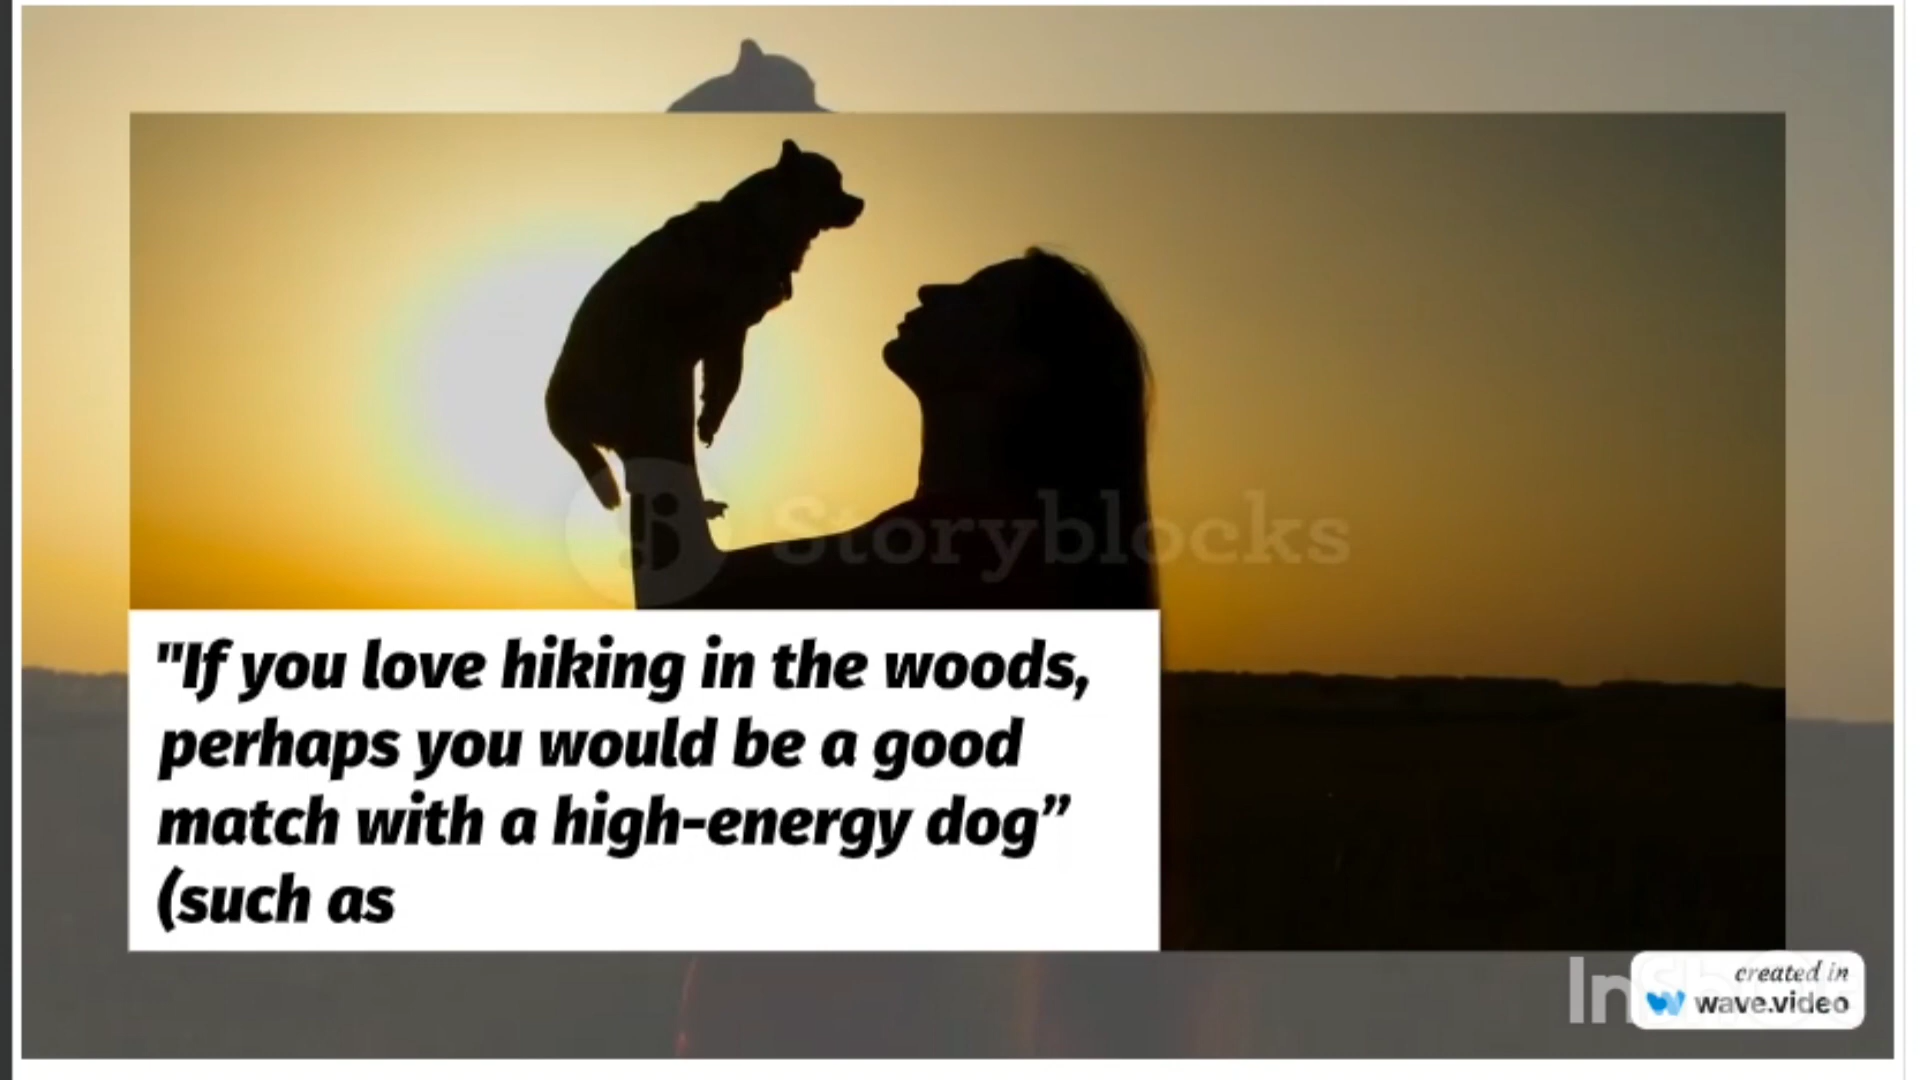 Storyblocks
"If you love hiking in the woods,
perhaps you would be a good
match with a high-energy dog”
(such as
created in
wave.video